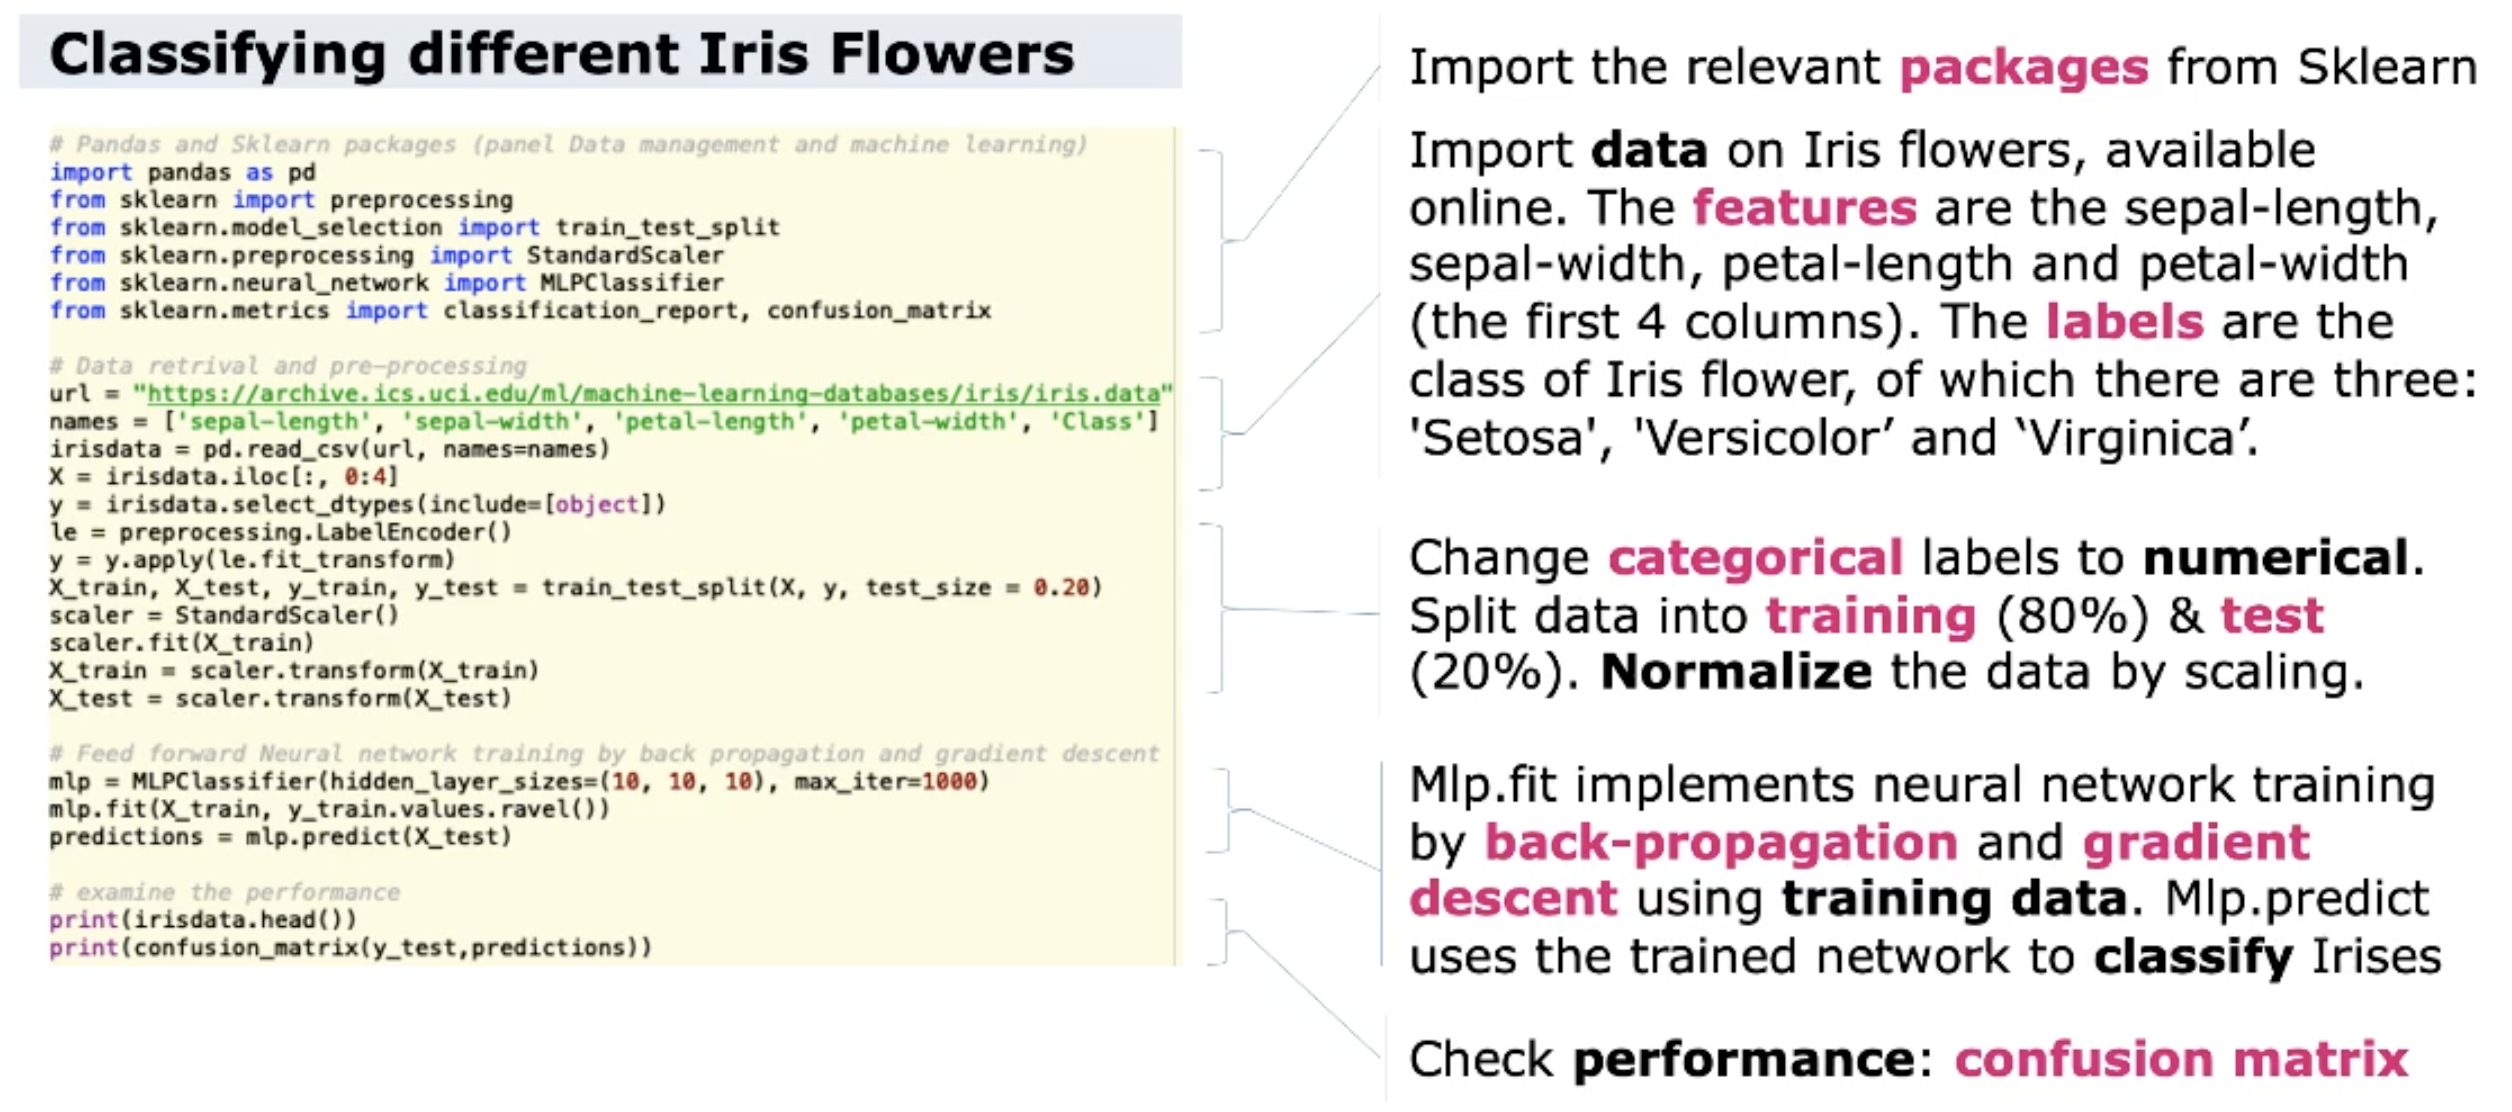 Classifying different Iris Flowers
# Pandas and Sklearn packages (panel Data management and machine learning)
import pandas as pd
from sklearn import preprocessing
from sklearn.model_selection import train_test_split
from sklearn.preprocessing import StandardScaler
from sklearn.neural_network import MLPClassifier
from sklearn.metrics import classification_report, confusion_matrix
# Data retrival and pre-processing
url = "https://archive.ics.uci.edu/ml/machine-learning-databases/iris/iris.data"
names = ['sepal-length', 'sepal-width', 'petal-length', 'petal-width', 'Class']
irisdata = pd.read_csv(url, names=names)
X = irisdata.iloc[:, 0:4]
y = irisdata.select_dtypes(include=[object])
le = preprocessing.LabelEncoder()
y = y.apply(le.fit_transform)
X_train, X_test, y_train, y_test = train_test_split(X, y, test_size = 0.20)
scaler = StandardScaler()
scaler.fit(X_train)
X_train = scaler.transform(X_train)
X_test = scaler.transform(X_test)
# Feed forward Neural network training by back propagation and gradient descent
mlp = MLPClassifier(hidden_layer_sizes=(10, 10, 10), max_iter=1000)
mlp.fit(X_train, y_train.values.ravel())
predictions = mlp.predict(X_test)
# examine the performance
print(irisdata.head())
print(confusion_matrix(y_test,predictions))
Import the relevant packages from Sklearn
Import data on Iris flowers, available
online. The features are the sepal-length,
sepal-width, petal-length and petal-width
(the first 4 columns). The labels are the
class of Iris flower, of which there are three:
'Setosa', 'Versicolor’ and ‘Virginica’.
Change categorical labels to numerical.
Split data into training (80%) & test
(20%). Normalize the data by scaling.
Mlp.fit implements neural network training
by back-propagation and gradient
descent using training data. Mlp.predict
uses the trained network to classify Irises
Check performance: confusion matrix